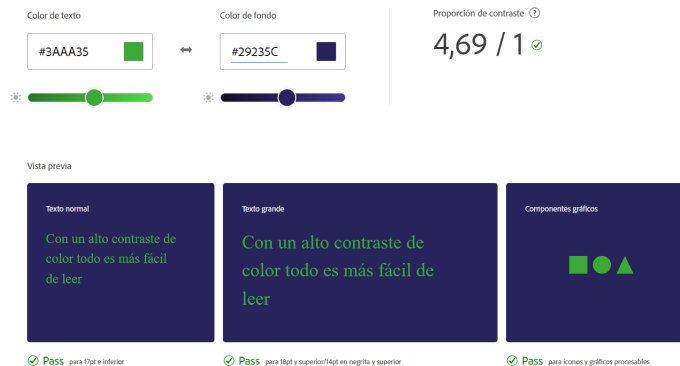 Color de texto
Color de fondo
Proporción de contraste ?
#3AAA35
#29235C
4,69 / 1
Vista previa
Texto normal
Con un alto contraste de
color todo es más fácil
de leer
Texto grande
Con un alto contraste de
color todo es más fácil de
leer
Componentes gráficos
Pass para 17pt e inferior
Pass para 18pt y superior/14pt en negrita y superior
Pass para iconos y gráficos procesables